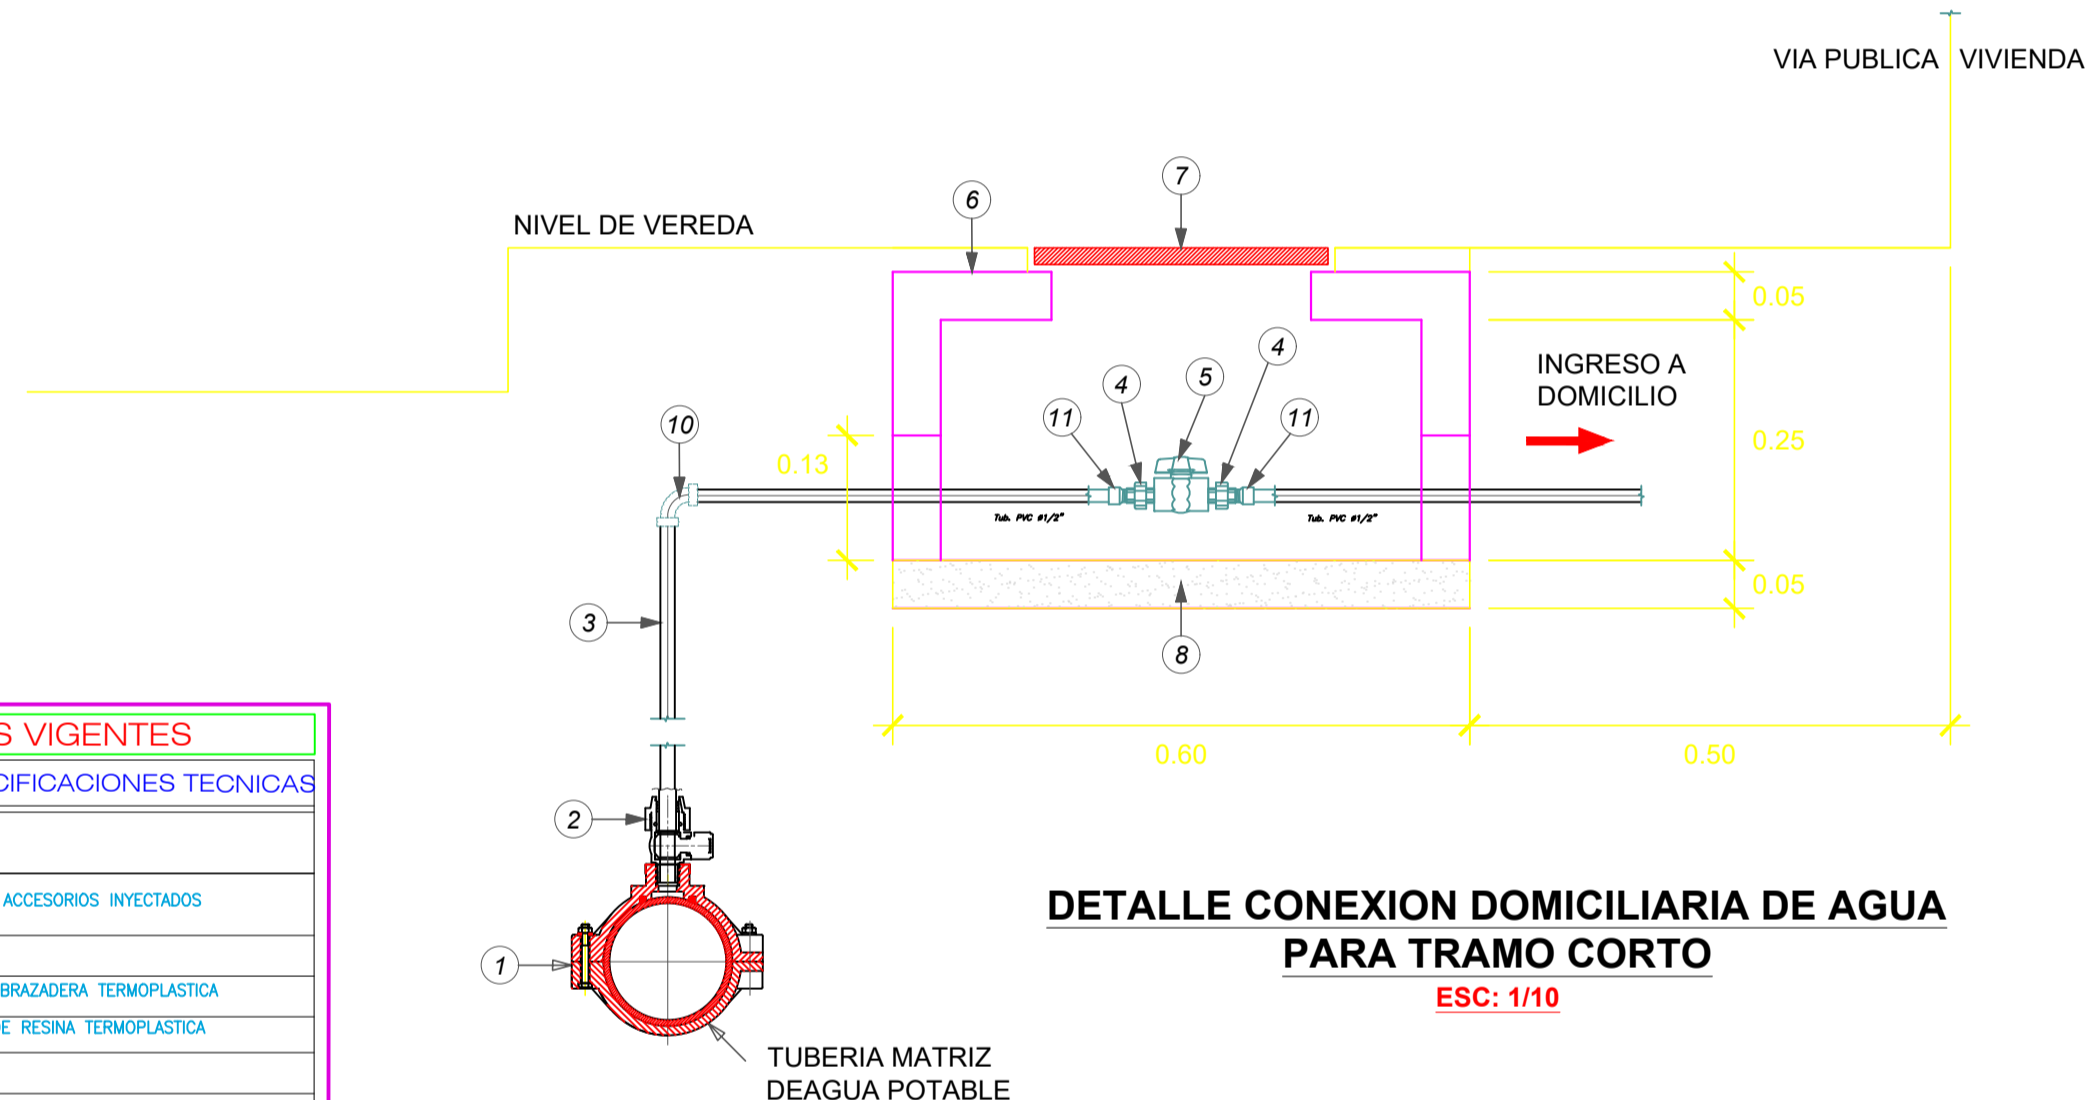 VIA PUBLICA
VIVIENDA
7
6
NIVEL DE VEREDA
0.05
4
INGRESO A
DOMICILIO
5
4
11
11
10
0.25
0.13
Tub. PVC ø1/2"
Tub. PVC ø1/2"
0.05
3
8
S VIGENTES
0.60
0.50
CIFICACIONES TECNICAS
2
ACCESORIOS INYECTADOS
DETALLE CONEXION DOMICILIARIA DE AGUA
PARA TRAMO CORTO
ESC: 1/10
1
BRAZADERA TERMOPLASTICA
DE RESINA TERMOPLASTICA
TUBERIA MATRIZ
DEAGUA POTABLE